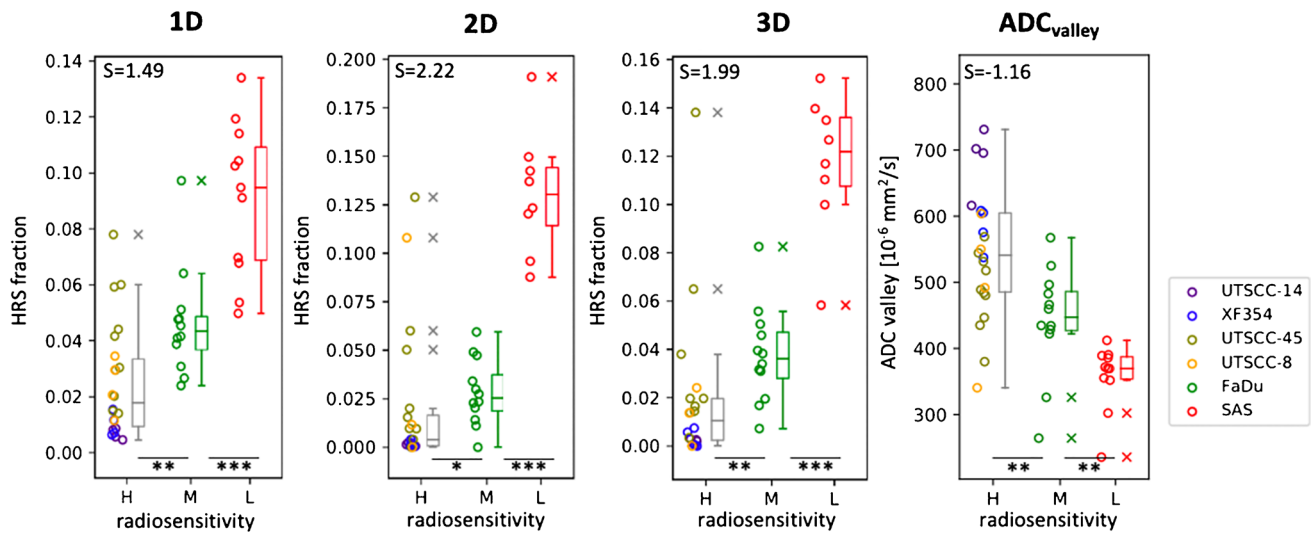 1D
S=1.49
HRS fraction
0.14
0.12
0.10
0.08
0.06
0.04
0.02
0.00
** ***
H M L
radiosensitivity
2D
S=2.22
HRS fraction
0.200
0.175
0.150
0.125
0.100
0.075
0.050
0.025
0.000
* ***
H M L
radiosensitivity
3D
S=1.99
HRS fraction
0.16
0.14
0.12
0.10
0.08
0.06
0.04
0.02
0.00
** ***
H M L
radiosensitivity
ADCvalley
S=-1.16
ADC valley [10⁻⁶ mm²/s]
800
700
600
500
400
300
** **
H M L
radiosensitivity
UTSCC-14
XF354
UTSCC-45
UTSCC-8
FaDu
SAS